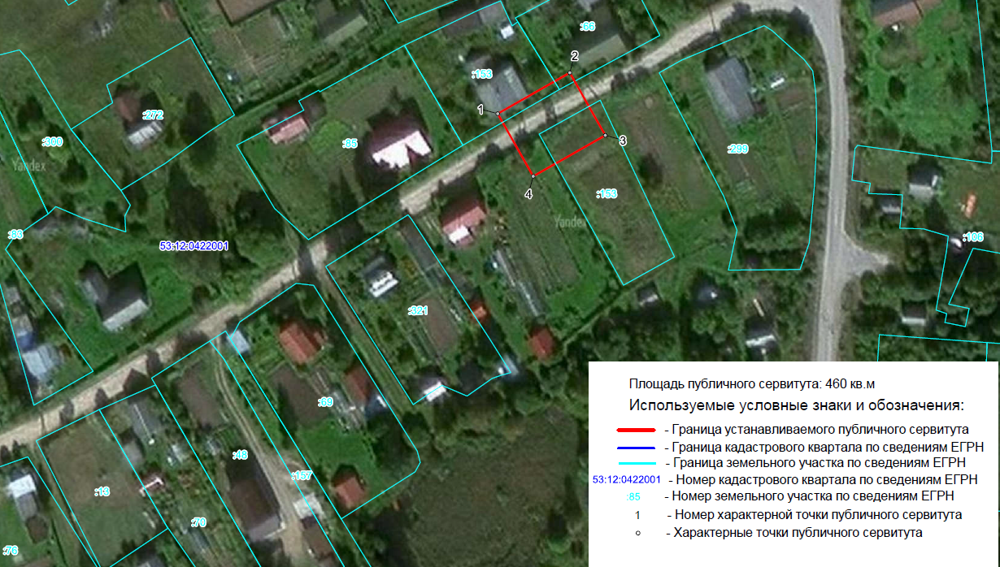 :66
2
:153
1
:272
3
:300
:85
:299
Yandex
4
:153
Yandex
:83
53:12:0422001
:106
:321
:69
:48
:157
:13
:70
:76
Площадь публичного сервитута: 460 кв.м
Используемые условные знаки и обозначения:
- Граница устанавливаемого публичного сервитута
- Граница кадастрового квартала по сведениям ЕГРН
- Граница земельного участка по сведениям ЕГРН
53:12:0422001 - Номер кадастрового квартала по сведениям ЕГРН
:85 - Номер земельного участка по сведениям ЕГРН
1 - Номер характерной точки публичного сервитута
- Характерные точки публичного сервитута